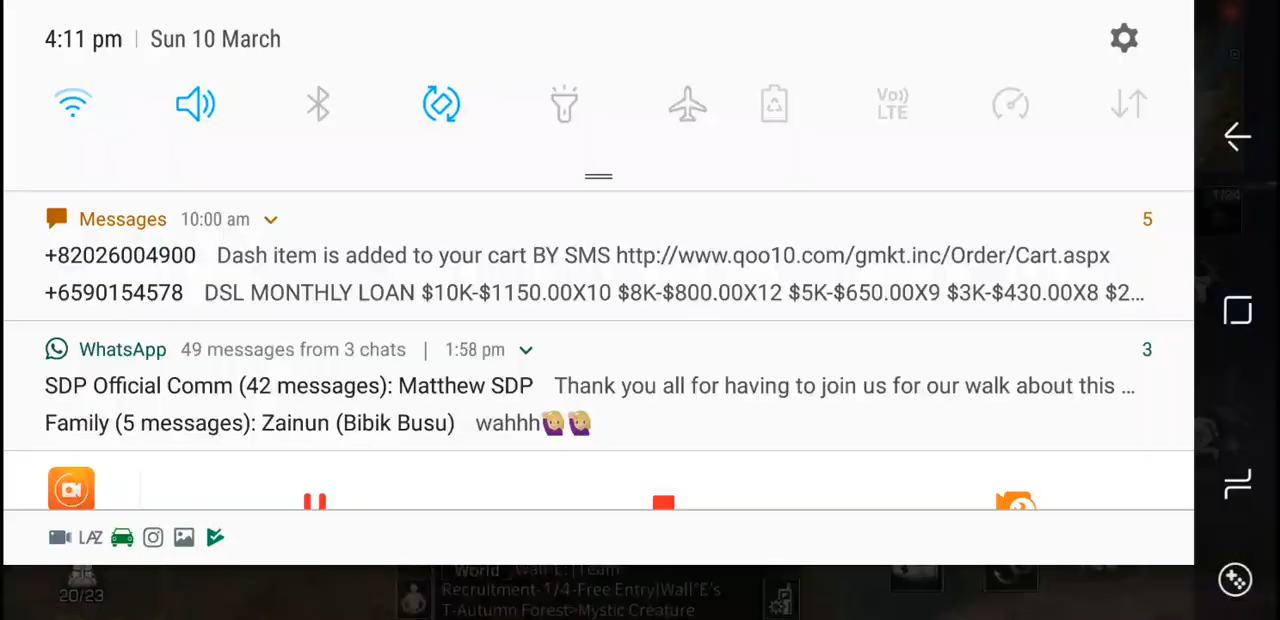 4:11 pm | Sun 10 March
Vo)) LTE
Messages 10:00 am 5
+82026004900 Dash item is added to your cart BY SMS http://www.qoo10.com/gmkt.inc/Order/Cart.aspx
+6590154578 DSL MONTHLY LOAN $10K-$1150.00X10 $8K-$800.00X12 $5K-$650.00X9 $3K-$430.00X8 $2...
WhatsApp 49 messages from 3 chats | 1:58 pm 3
SDP Official Comm (42 messages): Matthew SDP Thank you all for having to join us for our walk about this ...
Family (5 messages): Zainun (Bibik Busu) wahhh🙋🏼‍♀️🙋🏼‍♀️
LAZ
20/23
World Wall°E: Team
Recruitment-1/4-Free Entry|Wall°E's
T-Autumn Forest>Mystic Creature